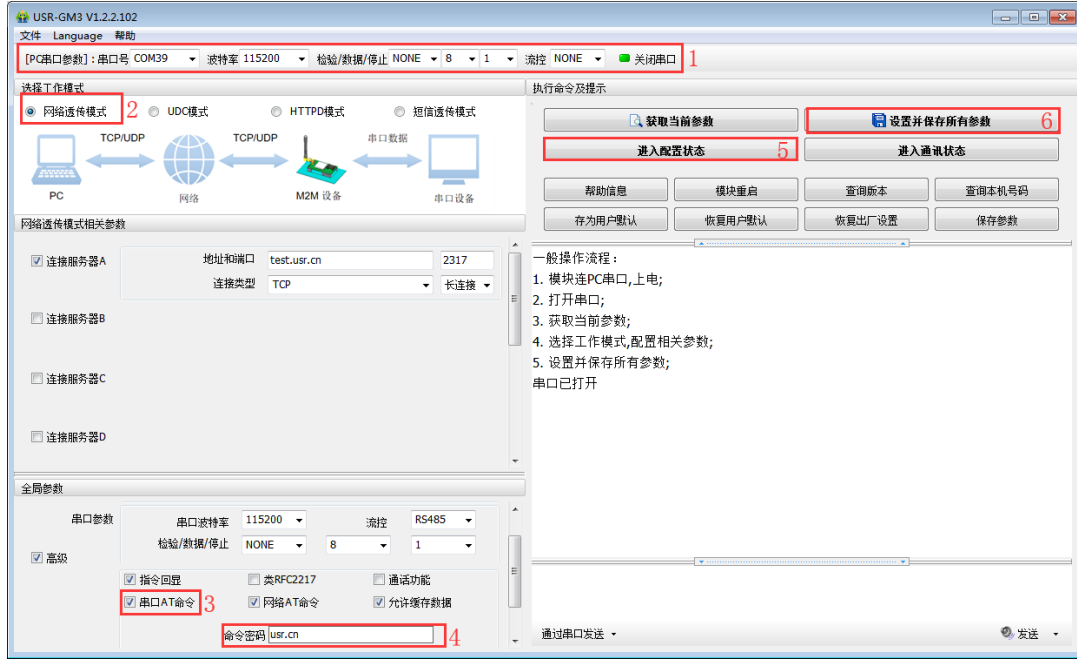 USR-GM3 V1.2.2.102
文件 Language 帮助
[PC串口参数]：串口号 COM39 波特率 115200 检验/数据/停止 NONE 8 1 流控 NONE 关闭串口 1
选择工作模式
网络透传模式 2 UDC模式 HTTPD模式 短信透传模式
TCP/UDP TCP/UDP 串口数据
PC 网络 M2M 设备 串口设备
网络透传模式相关参数
连接服务器A 地址和端口 test.usr.cn 2317
连接类型 TCP 长连接
连接服务器B
连接服务器C
连接服务器D
全局参数
串口参数 串口波特率 115200 流控 RS485
检验/数据/停止 NONE 8 1
高级
指令回显 类RFC2217 通话功能
串口AT命令 3 网络AT命令 允许缓存数据
命令密码 usr.cn 4
执行命令及提示
获取当前参数 设置并保存所有参数 6
进入配置状态 5 进入通讯状态
帮助信息 模块重启 查询版本 查询本机号码
存为用户默认 恢复用户默认 恢复出厂设置 保存参数
一般操作流程：
1. 模块连PC串口,上电;
2. 打开串口;
3. 获取当前参数;
4. 选择工作模式,配置相关参数;
5. 设置并保存所有参数;
串口已打开
通过串口发送 发送